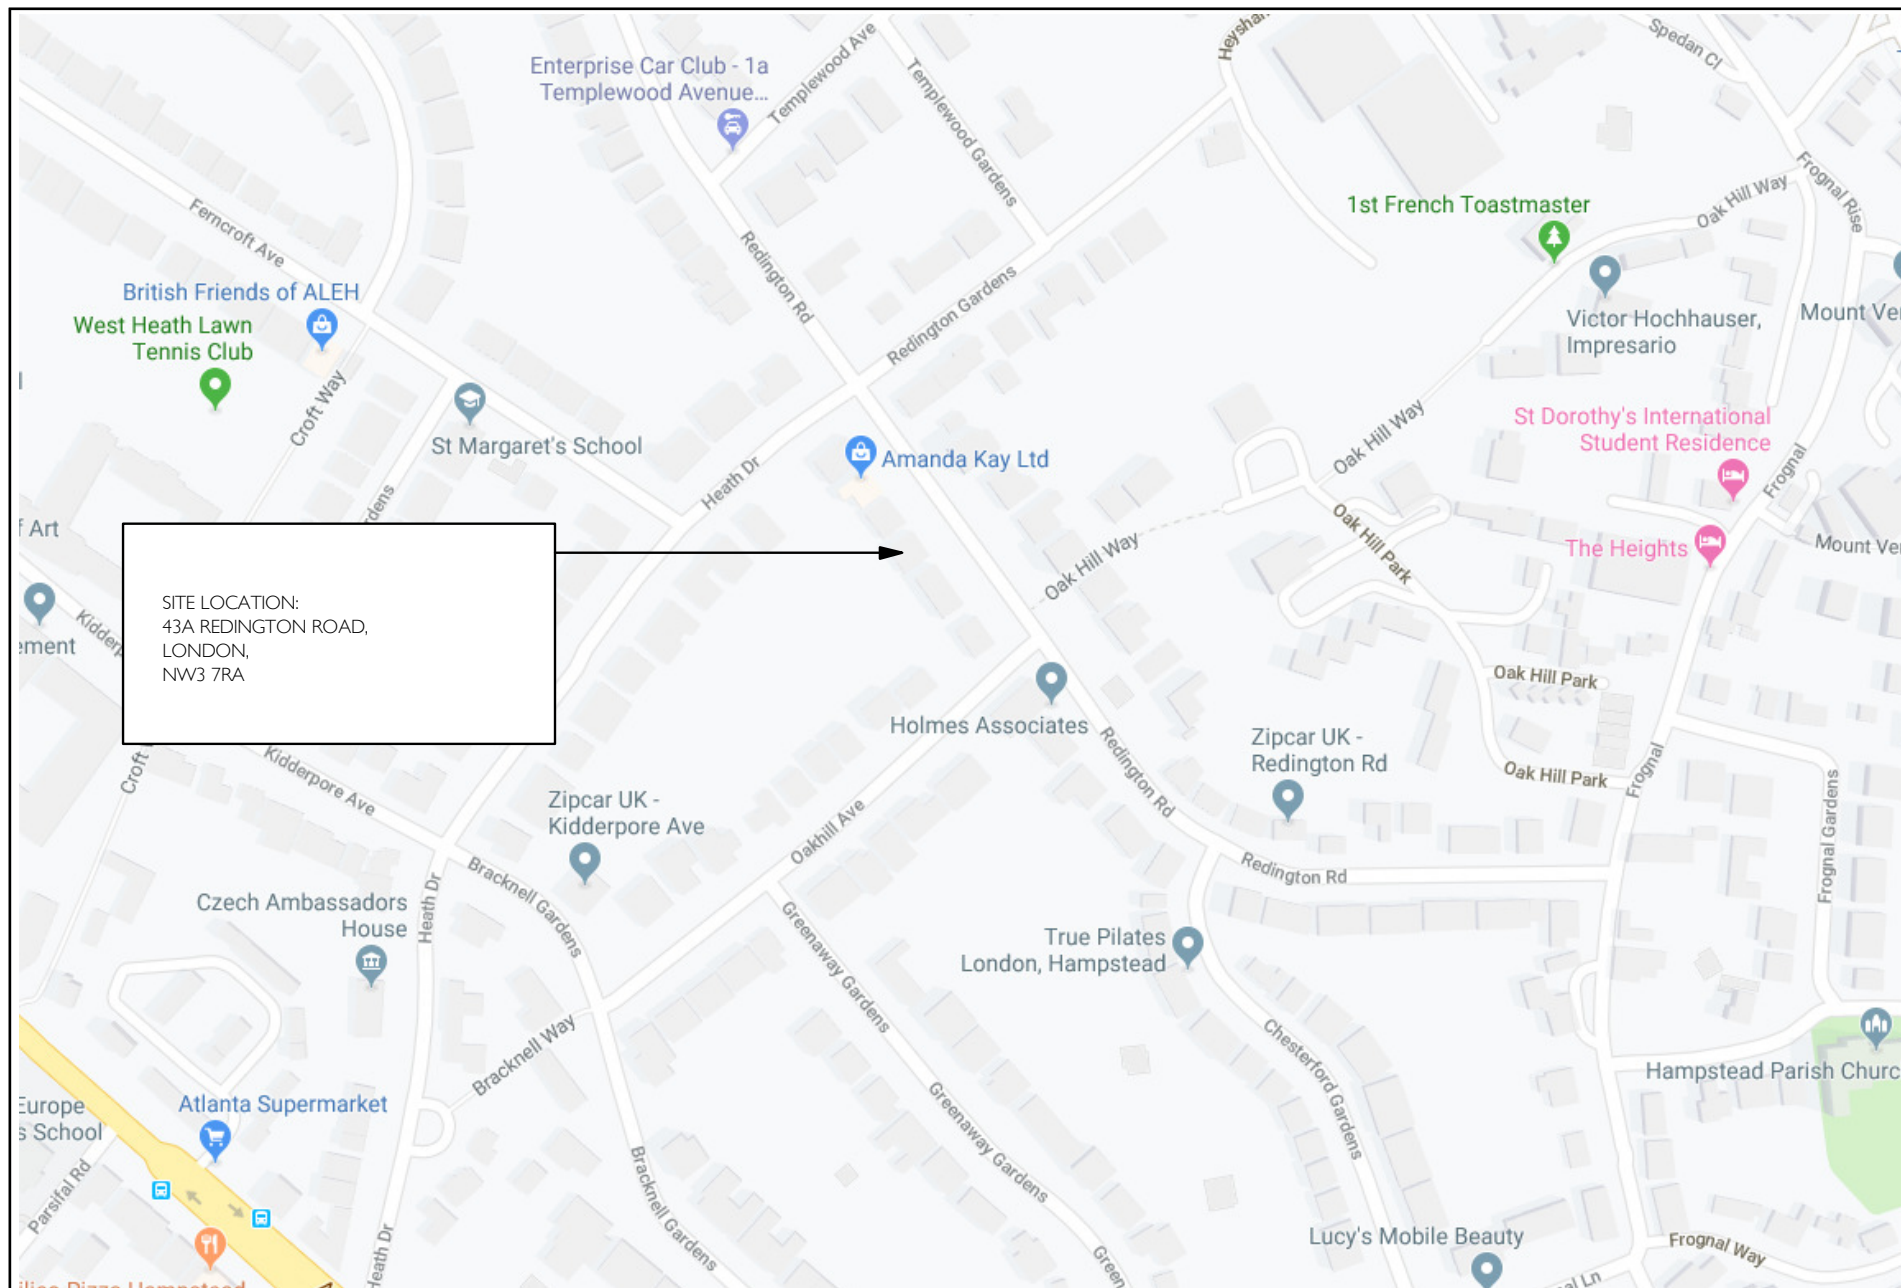 Spedan Cl
Heysham
Enterprise Car Club - 1a
Templewood Avenue...
Templewood Ave
Templewood Gardens
Frognal Rise
Oak Hill Way
1st French Toastmaster
Ferncroft Ave
Redington Rd
Redington Gardens
British Friends of ALEH
West Heath Lawn
Tennis Club
Croft Way
Victor Hochhauser,
Impresario
Mount Ve
St Margaret's School
Heath Dr
Amanda Kay Ltd
Oak Hill Way
St Dorothy's International
Student Residence
Frognal
dens
f Art
Oak Hill Park
The Heights
Mount Ve
Oak Hill Way
SITE LOCATION:
43A REDINGTON ROAD,
LONDON,
NW3 7RA
Kidderp
ement
Oak Hill Park
Holmes Associates
Redington Rd
Zipcar UK -
Redington Rd
Oak Hill Park
Frognal
Frognal Gardens
Croft
Kidderpore Ave
Zipcar UK -
Kidderpore Ave
Oakhill Ave
Redington Rd
Bracknell Gardens
Heath Dr
Czech Ambassadors
House
Greenaway Gardens
True Pilates
London, Hampstead
Bracknell Way
Chesterford Gardens
Hampstead Parish Churc
Europe
s School
Atlanta Supermarket
Greenaway Gardens
Bracknell Gardens
Parsifal Rd
Heath Dr
Lucy's Mobile Beauty
Frognal Way
Green
al Ln
Pizza Hampstead